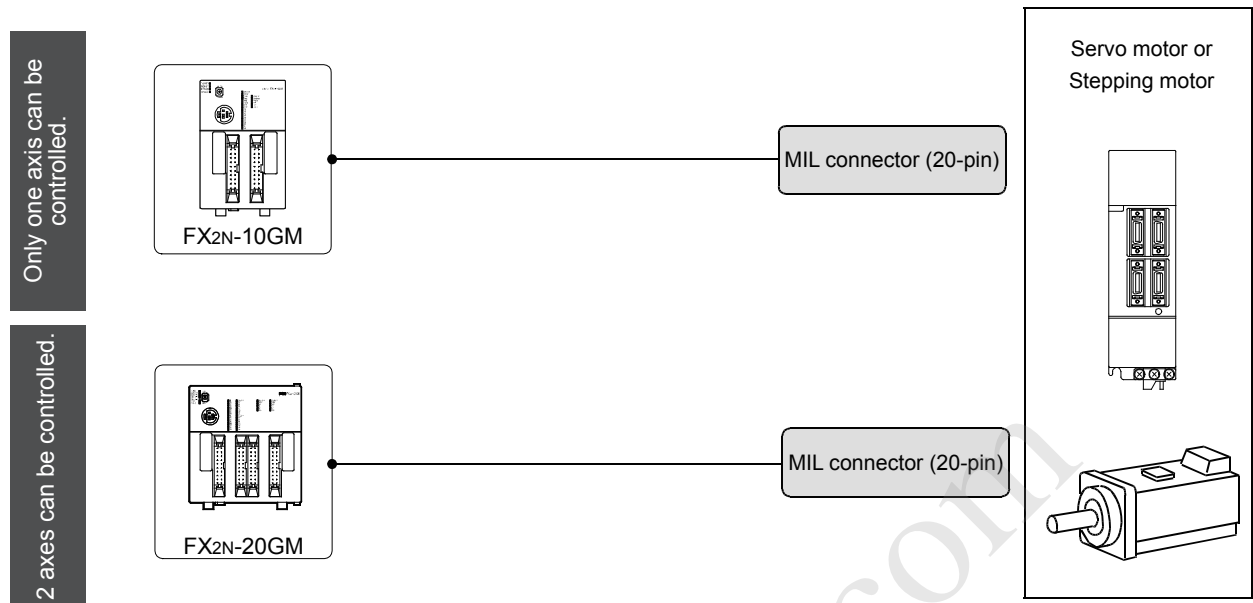 Only one axis can be
controlled.
FX2N-10GM
MIL connector (20-pin)
Servo motor or
Stepping motor
2 axes can be controlled.
FX2N-20GM
MIL connector (20-pin)
com